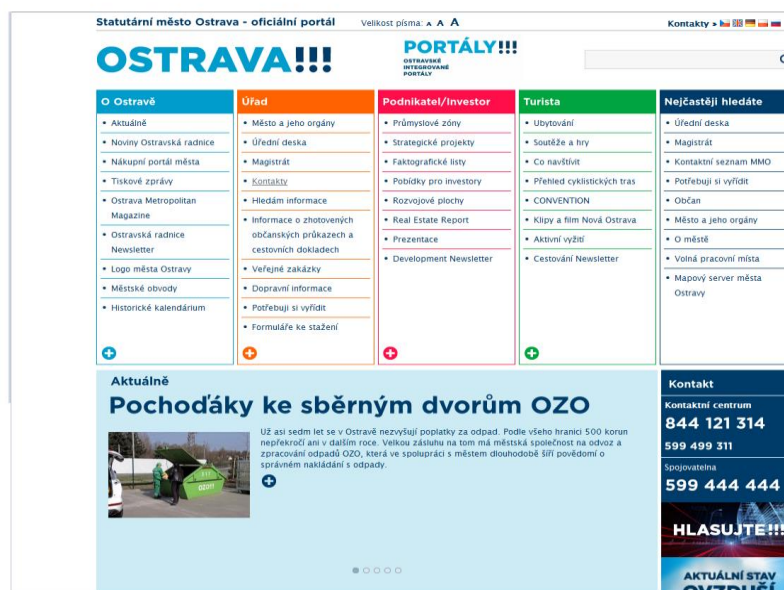 Statutární město Ostrava - oficiální portál
Velikost písma: A A A
Kontakty »
OSTRAVA!!!
PORTÁLY!!!
OSTRAVSKÉ
INTEGROVANÉ
PORTÁLY
O Ostravě
• Aktuálně
• Noviny Ostravská radnice
• Nákupní portál města
• Tiskové zprávy
• Ostrava Metropolitan
Magazine
• Ostravská radnice
Newsletter
• Logo města Ostravy
• Městské obvody
• Historické kalendárium
Úřad
• Město a jeho orgány
• Úřední deska
• Magistrát
• Kontakty
• Hledám informace
• Informace o zhotovených
občanských průkazech a
cestovních dokladech
• Veřejné zakázky
• Dopravní informace
• Potřebuji si vyřídit
• Formuláře ke stažení
Podnikatel/Investor
• Průmyslové zóny
• Strategické projekty
• Faktografické listy
• Pobídky pro investory
• Rozvojové plochy
• Real Estate Report
• Prezentace
• Development Newsletter
Turista
• Ubytování
• Soutěže a hry
• Co navštívit
• Přehled cyklistických tras
• CONVENTION
• Klipy a film Nová Ostrava
• Aktivní vyžití
• Cestování Newsletter
Nejčastěji hledáte
• Úřední deska
• Magistrát
• Kontaktní seznam MMO
• Potřebuji si vyřídit
• Občan
• Město a jeho orgány
• O městě
• Volná pracovní místa
• Mapový server města
Ostravy
Aktuálně
Pochoďáky ke sběrným dvorům OZO
Už asi sedm let se v Ostravě nezvyšují poplatky za odpad. Podle všeho hranici 500 korun
nepřekročí ani v dalším roce. Velkou zásluhu na tom má městská společnost na odvoz a
zpracování odpadů OZO, která ve spolupráci s městem dlouhodobě šíří povědomí o
správném nakládání s odpady.
Kontakt
Kontaktní centrum
844 121 314
599 499 311
Spojovatelna
599 444 444
HLASUJTE!!!
AKTUÁLNÍ STAV
OVZDUŠÍ